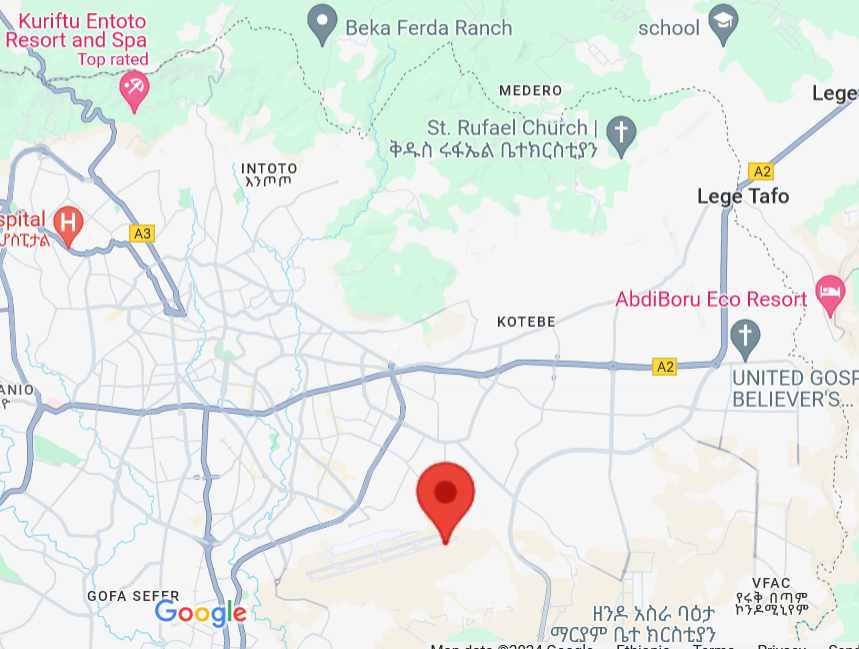 Kuriftu Entoto
Resort and Spa
Top rated
Beka Ferda Ranch
school
MEDERO
Lege
St. Rufael Church |
ቅዱስ ሩፋኤል ቤተክርስቲያን
INTOTO
እንጦጦ
A2
Lege Tafo
spital
ሆስፒታል
A3
AbdiBoru Eco Resort
KOTEBE
A2
UNITED GOSP
BELIEVER'S...
ANIO
GOFA SEFER
Google
VFAC
የሩቅ በጣም
ኮንዶሚኒየም
ዘንዶ አስራ ባዕታ
ማርያም ቤተ ክርስቲያን
Map data ©2024 Google Ethiopia Terms Privacy Send